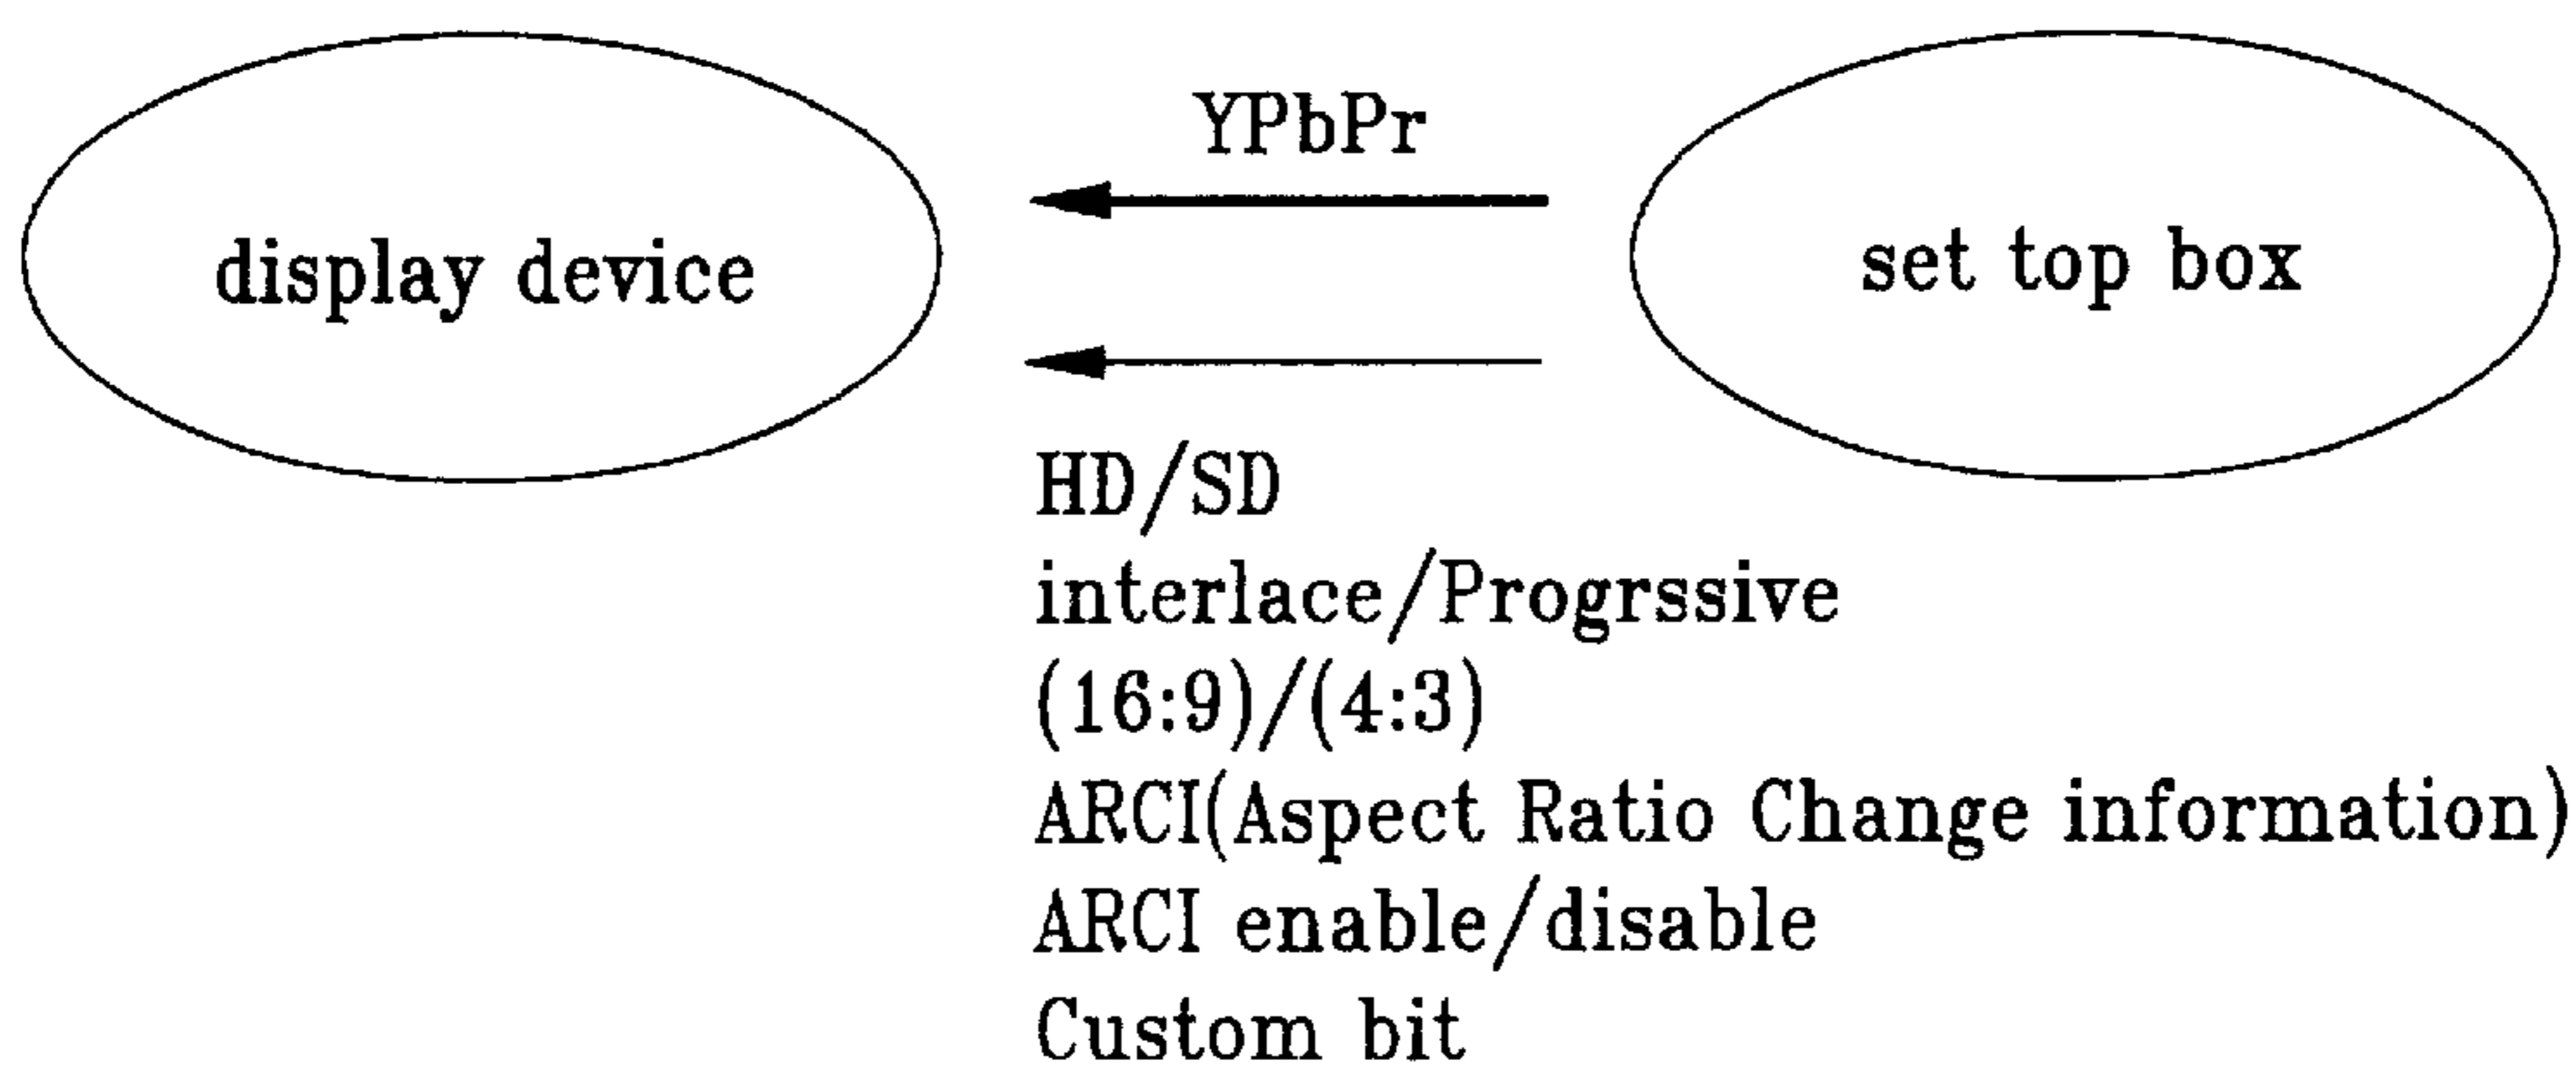 YPbPr
display device
set top box
HD/SD
interlace/Progrssive
(16:9)/(4:3)
ARCI(Aspect Ratio Change information)
ARCI enable/disable
Custom bit